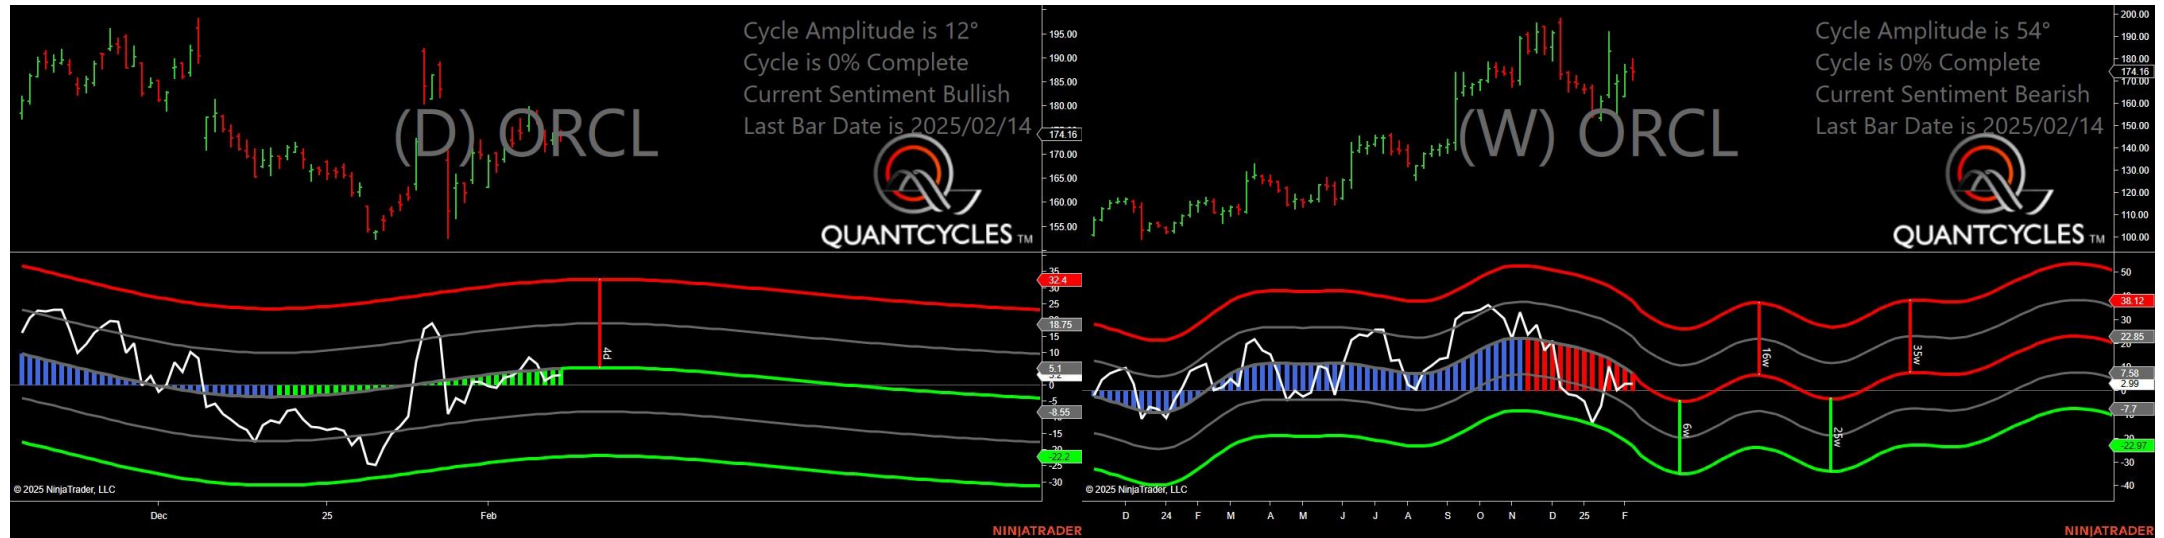 Cycle Amplitude is 12°
Cycle is 0% Complete
Current Sentiment Bullish
Last Bar Date is 2025/02/14
(D) ORCL
QUANTCYCLES TM
195.00
190.00
185.00
180.00
174.16
170.00
165.00
160.00
155.00
35
32.4
30
25
18.75
15
10
5.1
0
-5
-8.55
-15
-22.2
-25
-30
4d
© 2025 NinjaTrader, LLC
Dec
25
Feb
NINJATRADER
Cycle Amplitude is 54°
Cycle is 0% Complete
Current Sentiment Bearish
Last Bar Date is 2025/02/14
(W) ORCL
QUANTCYCLES TM
200.00
190.00
180.00
174.16
170.00
160.00
150.00
140.00
130.00
120.00
110.00
100.00
50
38.12
30
22.85
20
7.58
2.99
-7.7
-20
-22.97
-30
-40
16w
35w
6w
25w
© 2025 NinjaTrader, LLC
D 24 F M A M J J A S O N D 25 F
NINJATRADER